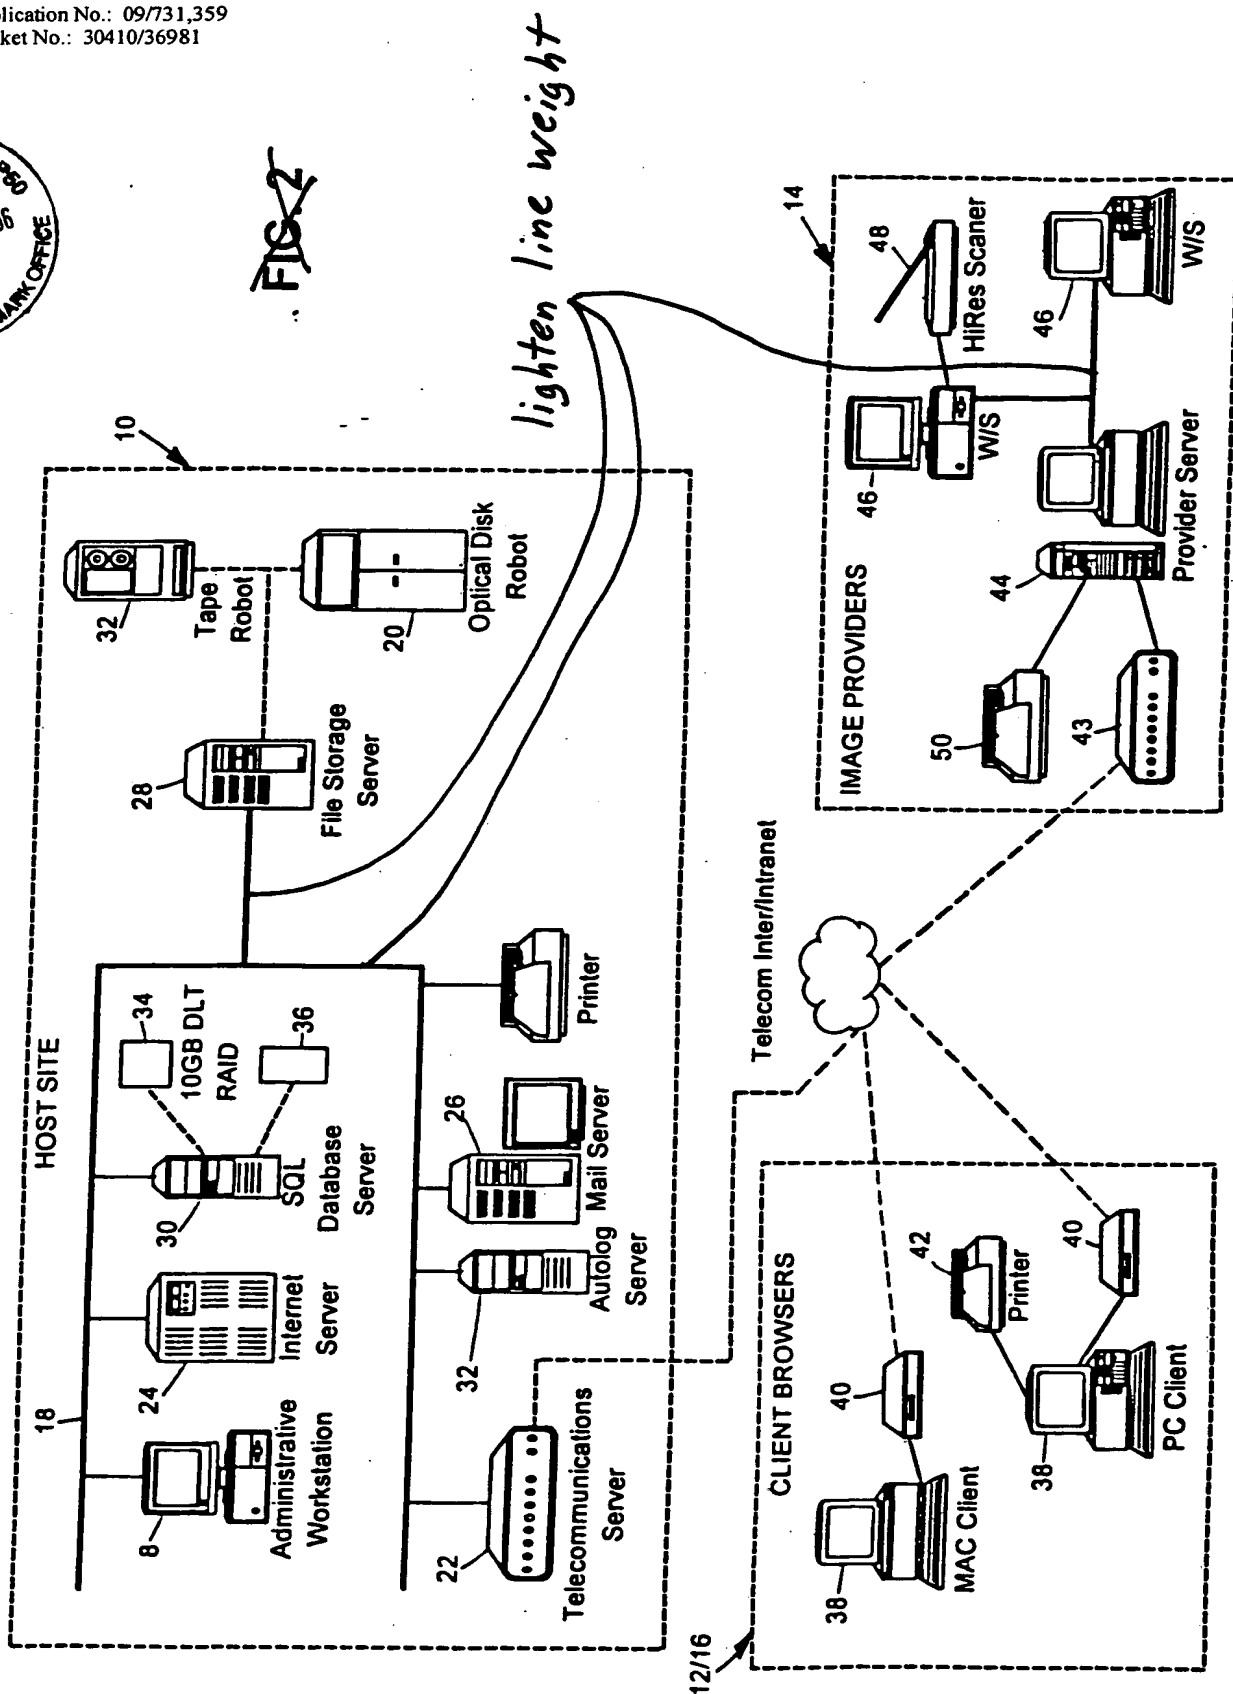 lication No.: 09/731,359
ket No.: 30410/36981
MARK OFFICE
FIG. 2
lighten line weight
HOST SITE
10
18
8
Administrative
Workstation
24
Internet
Server
30
SQL
Database
Server
34
10GB DLT
RAID
36
28
File Storage
Server
32
Tape
Robot
20
Optical Disk
Robot
22
Telecommunications
Server
32
Autolog
Server
26
Mail Server
Printer
Telecom Inter/Intranet
12/16
CLIENT BROWSERS
38
MAC Client
40
42
Printer
38
PC Client
40
14
IMAGE PROVIDERS
50
43
44
Provider Server
46
W/S
48
HiRes Scaner
46
W/S